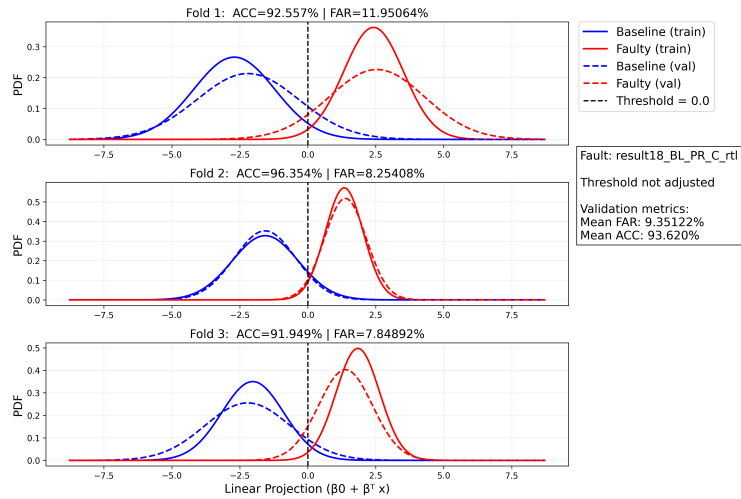 Fold 1:  ACC=92.557% | FAR=11.95064%
PDF
0.3
0.2
0.1
0.0
−7.5 −5.0 −2.5 0.0 2.5 5.0 7.5
Baseline (train)
Faulty (train)
Baseline (val)
Faulty (val)
Threshold = 0.0
Fault: result18_BL_PR_C_rtl
Threshold not adjusted
Validation metrics:
Mean FAR: 9.35122%
Mean ACC: 93.620%
Fold 2:  ACC=96.354% | FAR=8.25408%
PDF
0.5
0.4
0.3
0.2
0.1
0.0
−7.5 −5.0 −2.5 0.0 2.5 5.0 7.5
Fold 3:  ACC=91.949% | FAR=7.84892%
PDF
0.5
0.4
0.3
0.2
0.1
0.0
−7.5 −5.0 −2.5 0.0 2.5 5.0 7.5
Linear Projection (β0 + βᵀ x)